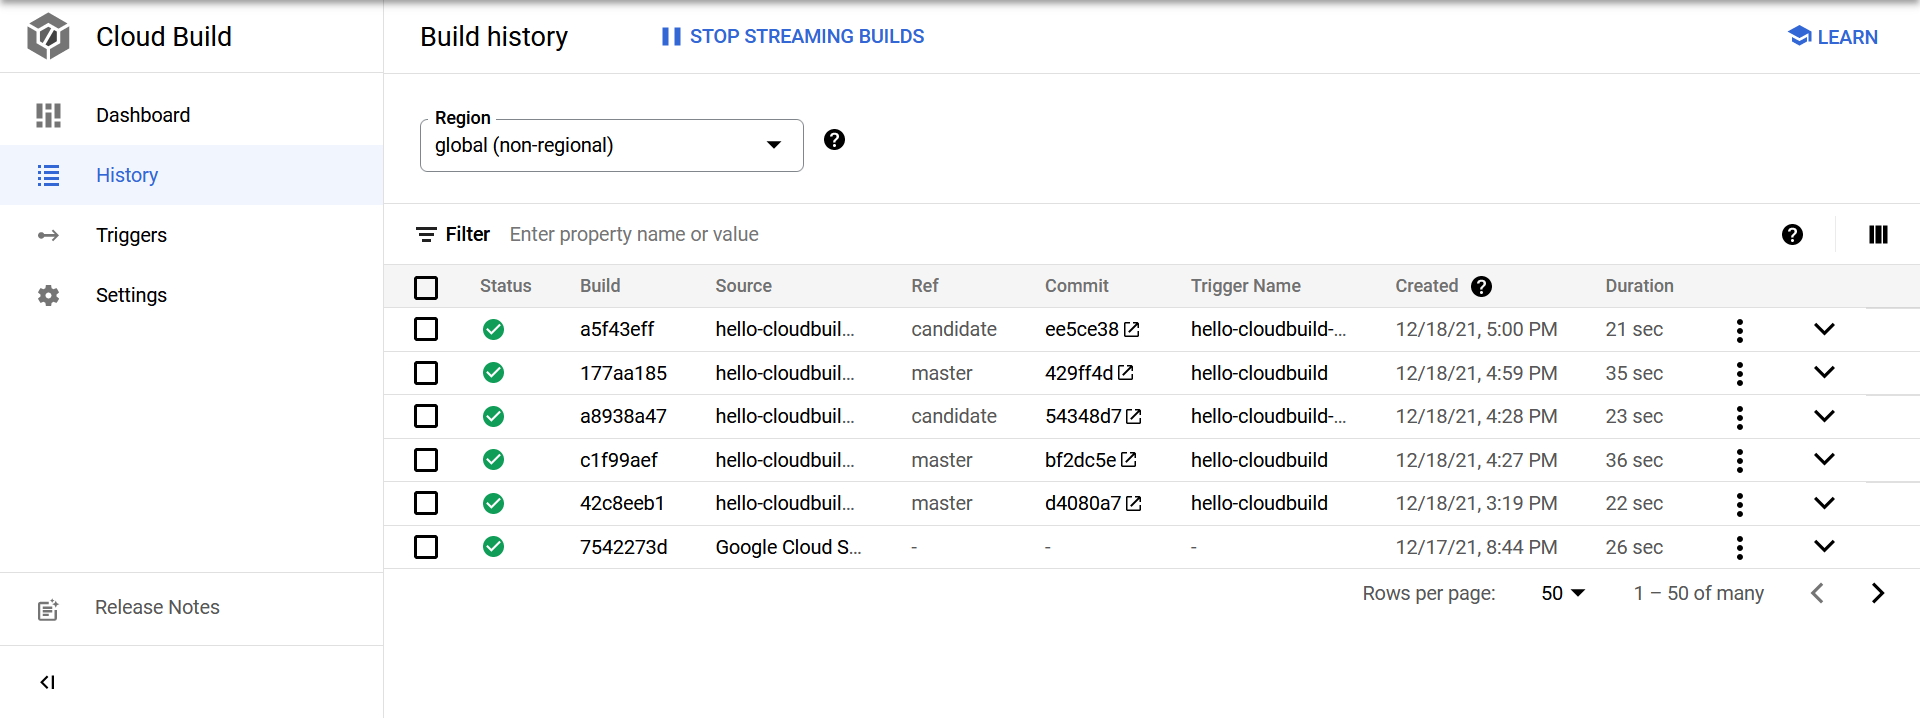 Cloud Build
Build history
STOP STREAMING BUILDS
LEARN
Dashboard
History
Triggers
Settings
Release Notes
Region
global (non-regional)
Filter Enter property name or value
Status Build Source Ref Commit Trigger Name Created Duration
a5f43eff hello-cloudbuil... candidate ee5ce38 hello-cloudbuild-... 12/18/21, 5:00 PM 21 sec
177aa185 hello-cloudbuil... master 429ff4d hello-cloudbuild 12/18/21, 4:59 PM 35 sec
a8938a47 hello-cloudbuil... candidate 54348d7 hello-cloudbuild-... 12/18/21, 4:28 PM 23 sec
c1f99aef hello-cloudbuil... master bf2dc5e hello-cloudbuild 12/18/21, 4:27 PM 36 sec
42c8eeb1 hello-cloudbuil... master d4080a7 hello-cloudbuild 12/18/21, 3:19 PM 22 sec
7542273d Google Cloud S... - - - 12/17/21, 8:44 PM 26 sec
Rows per page: 50 1 – 50 of many